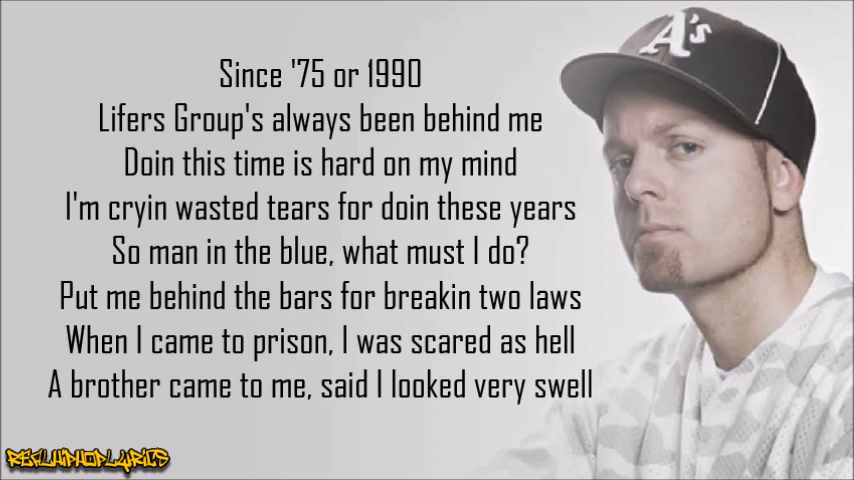 Since '75 or 1990
Lifers Group's always been behind me
Doin this time is hard on my mind
I'm cryin wasted tears for doin these years
So man in the blue, what must I do?
Put me behind the bars for breakin two laws
When I came to prison, I was scared as hell
A brother came to me, said I looked very swell
A's
REALHIPHOPLYRICS